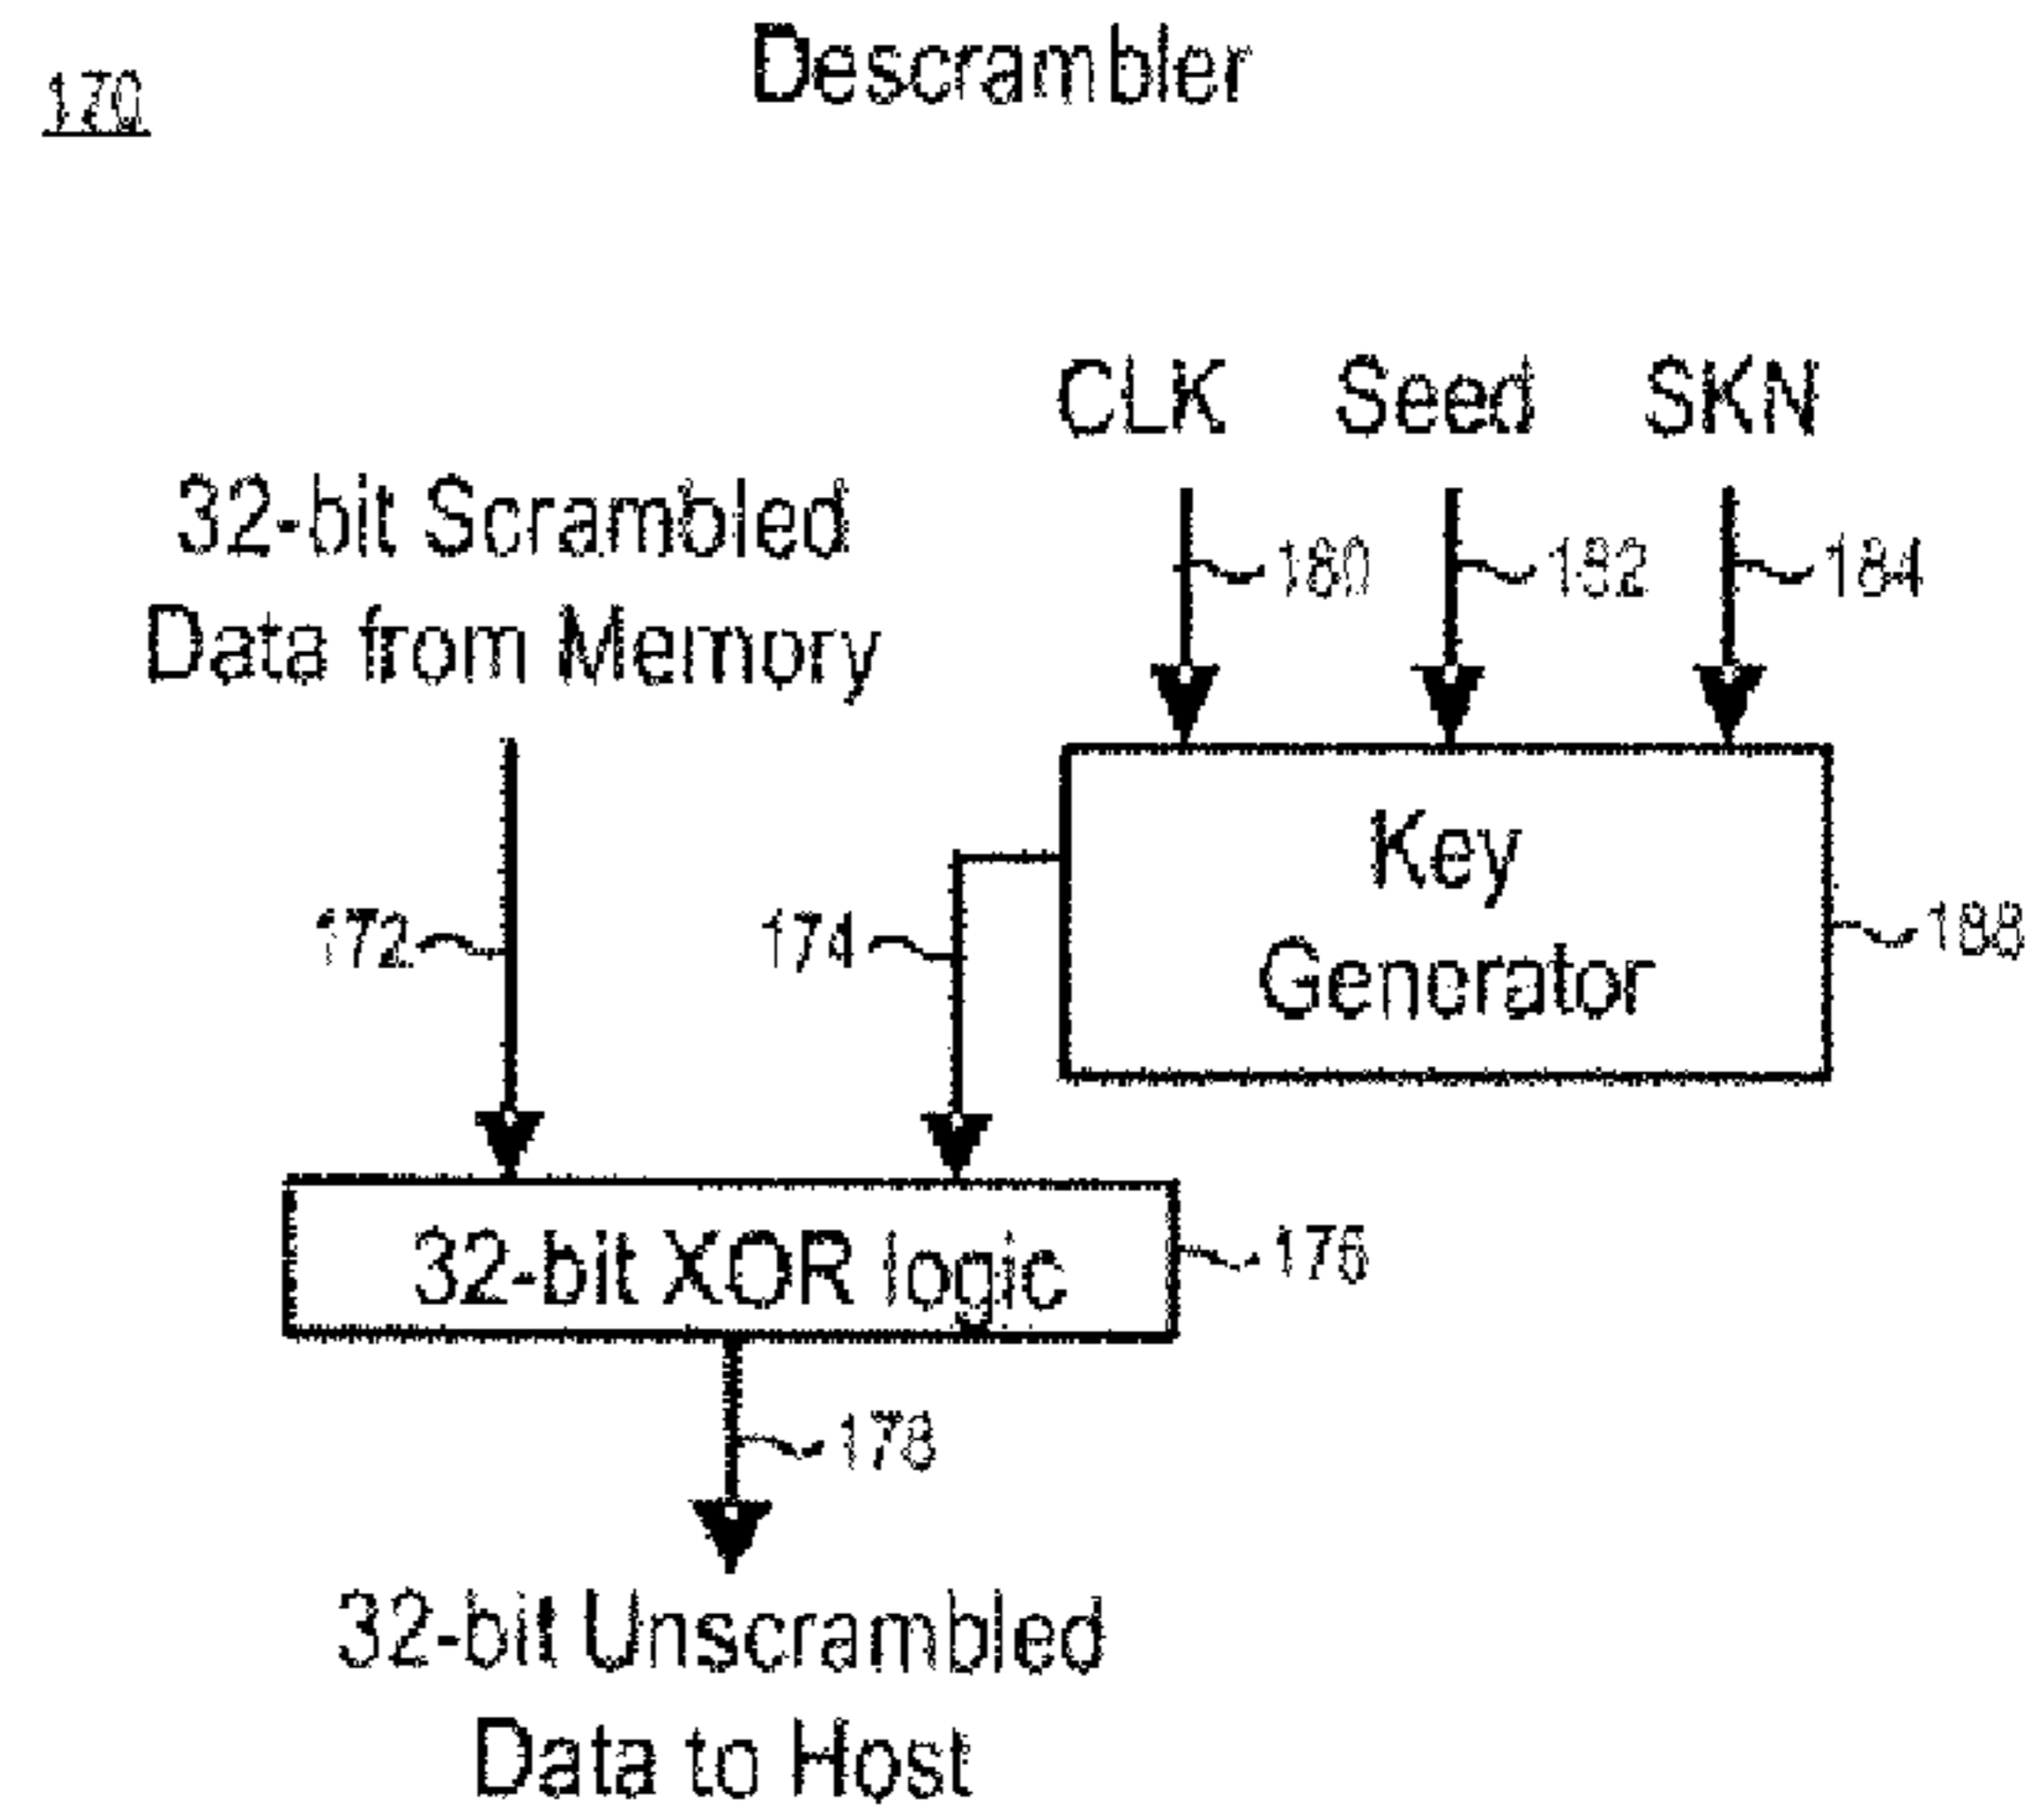 170
Descrambler
CLK Seed SKN
32-bit Scrambled
Data from Memory
180 182 184
Key
Generator
172 174 188
32-bit XOR logic
176
178
32-bit Unscrambled
Data to Host